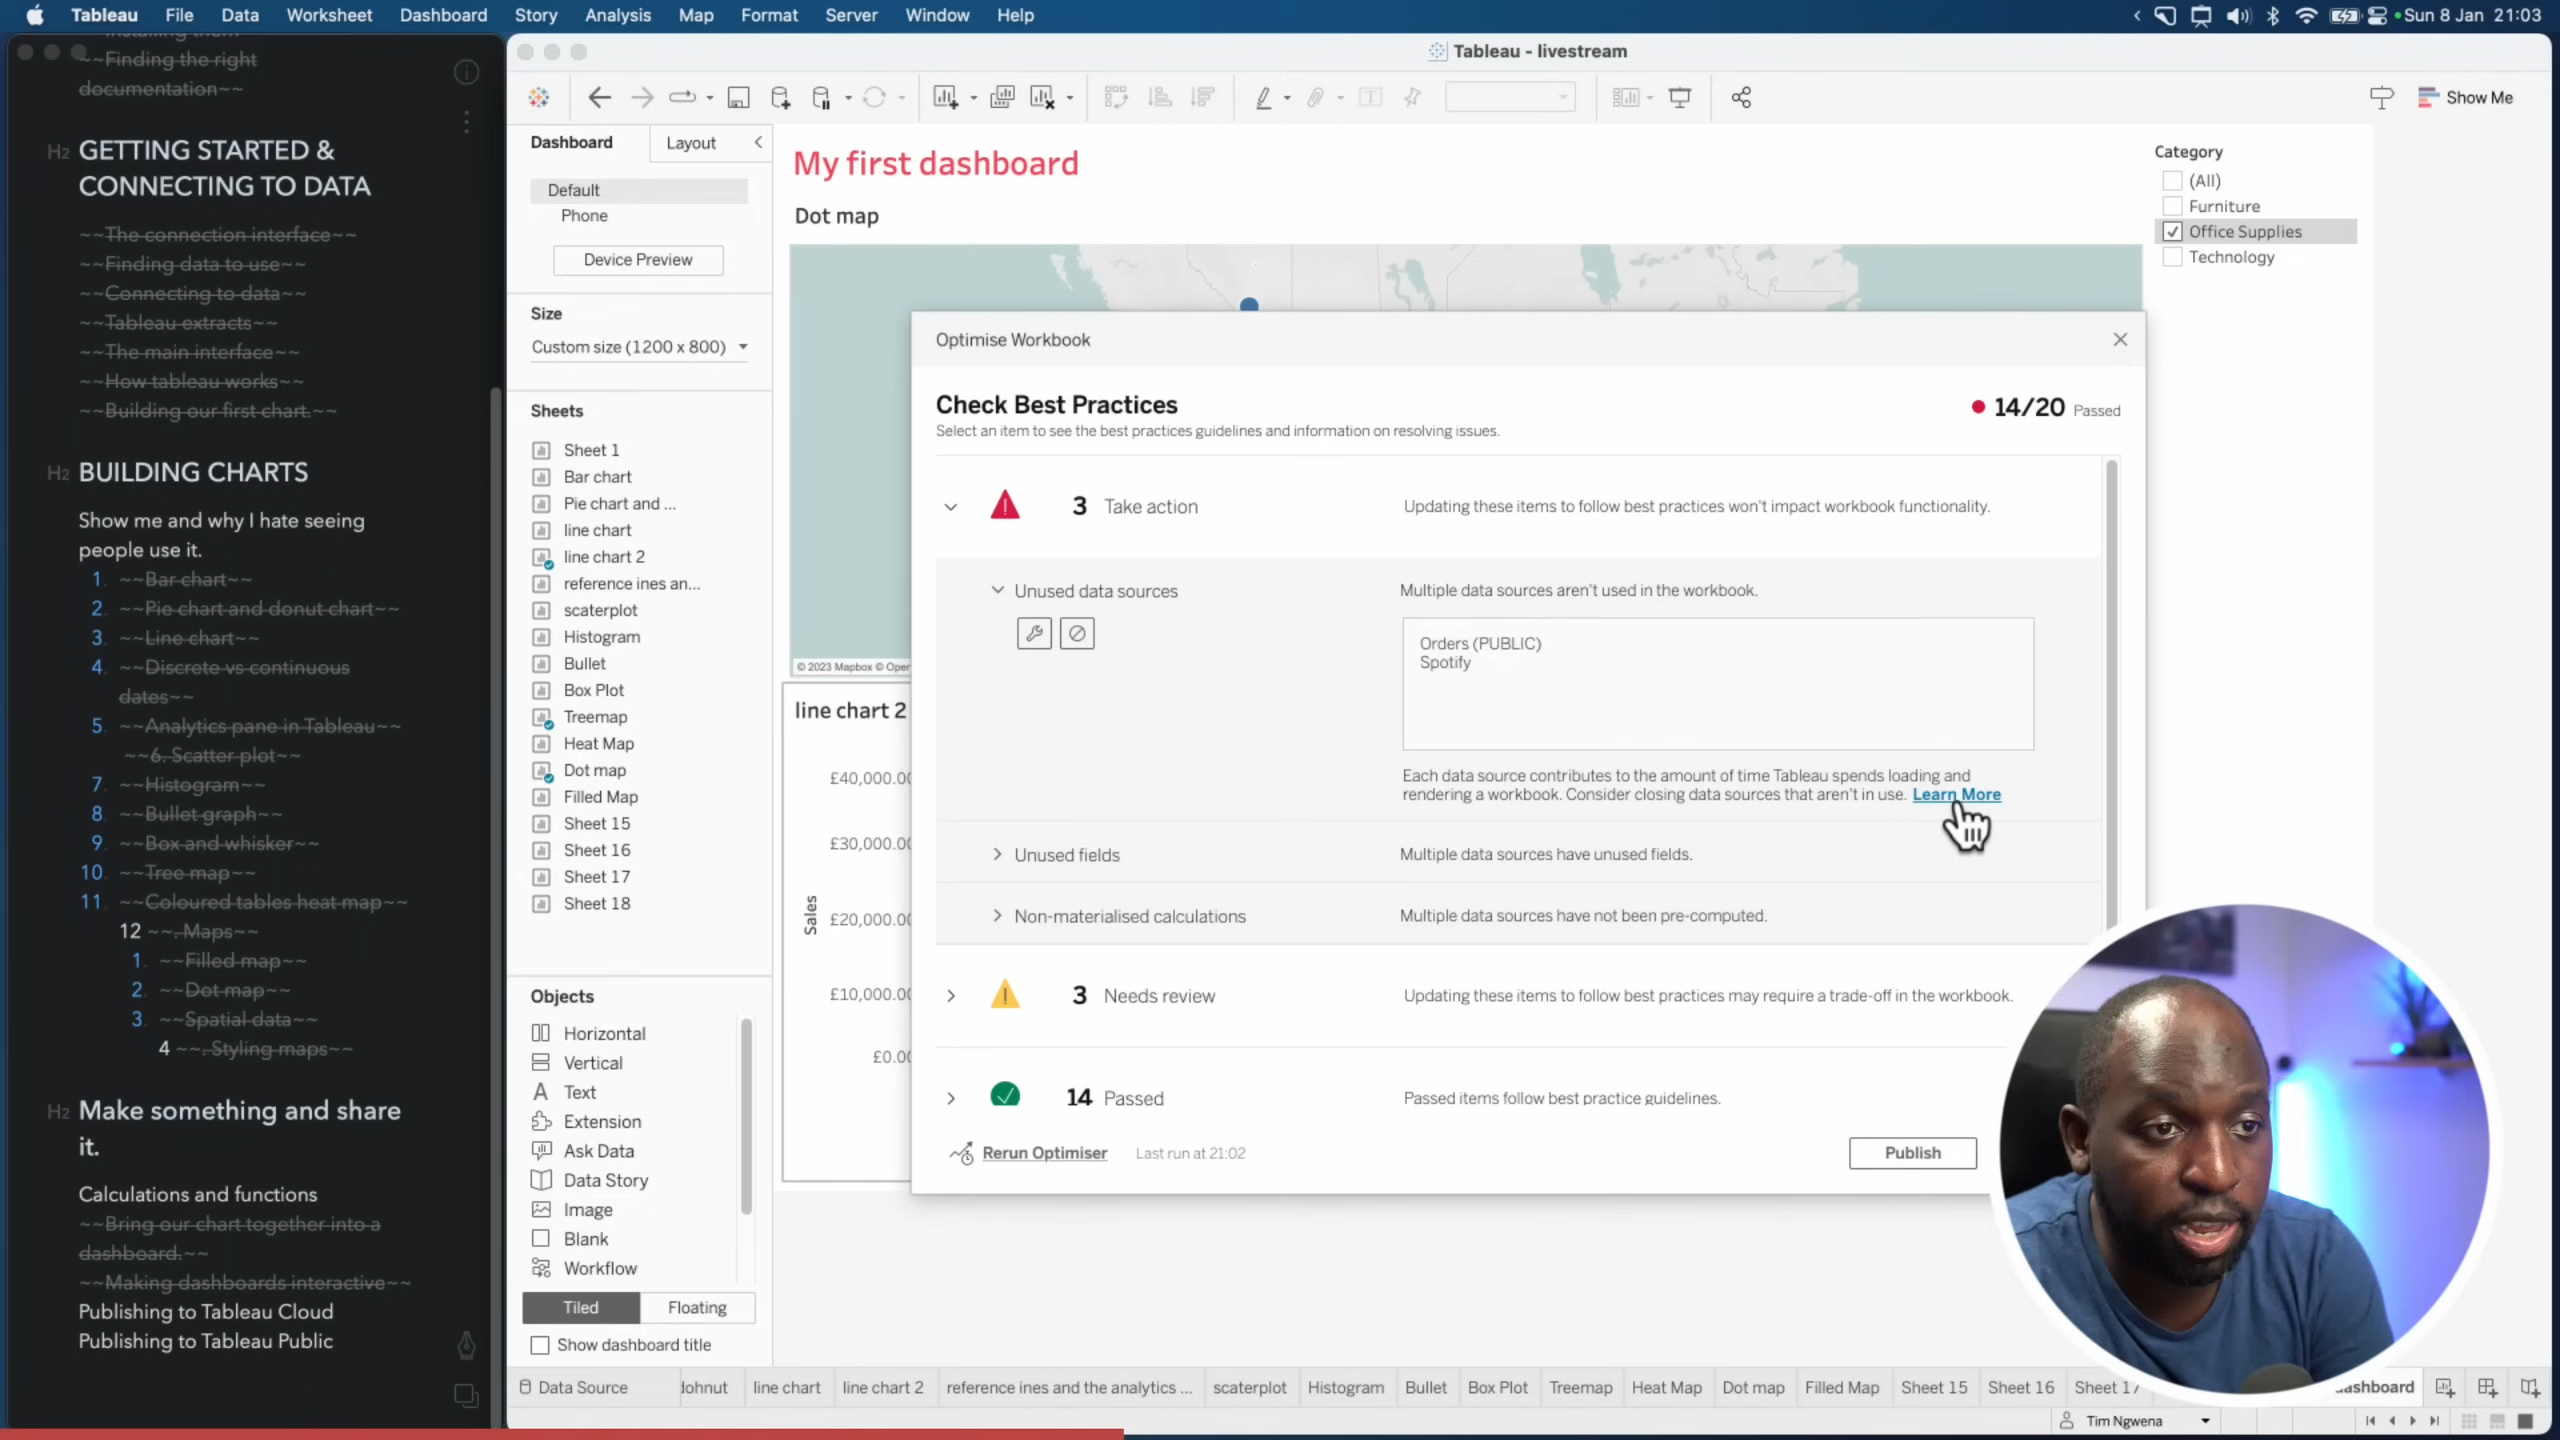 Tableau File Data Worksheet Dashboard Story Analysis Map Format Server Window Help
Sun 8 Jan 21:03
~~Finding the right
documentation~~
H2 GETTING STARTED &
CONNECTING TO DATA
~~The connection interface~~
~~Finding data to use~~
~~Connecting to data~~
~~Tableau extracts~~
~~The main interface~~
~~How tableau works~~
~~Building our first chart.~~
H2 BUILDING CHARTS
Show me and why I hate seeing
people use it.
1. ~~Bar chart~~
2. ~~Pie chart and donut chart~~
3. ~~Line chart~~
4. ~~Discrete vs continuous
dates~~
5. ~~Analytics pane in Tableau~~
~~6. Scatter plot~~
7. ~~Histogram~~
8. ~~Bullet graph~~
9. ~~Box and whisker~~
10. ~~Tree map~~
11. ~~Coloured tables heat map~~
12 ~~. Maps~~
1. ~~Filled map~~
2. ~~Dot map~~
3. ~~Spatial data~~
4 ~~. Styling maps~~
H2 Make something and share
it.
Calculations and functions
~~Bring our chart together into a
dashboard.~~
~~Making dashboards interactive~~
Publishing to Tableau Cloud
Publishing to Tableau Public
Tableau - livestream
Show Me
Dashboard Layout
Default
Phone
Device Preview
Size
Custom size (1200 x 800)
Sheets
Sheet 1
Bar chart
Pie chart and ...
line chart
line chart 2
reference ines an...
scaterplot
Histogram
Bullet
Box Plot
Treemap
Heat Map
Dot map
Filled Map
Sheet 15
Sheet 16
Sheet 17
Sheet 18
Objects
Horizontal
Vertical
Text
Extension
Ask Data
Data Story
Image
Blank
Workflow
Tiled Floating
Show dashboard title
My first dashboard
Dot map
© 2023 Mapbox © Oper
line chart 2
£40,000.00
£30,000.00
£20,000.00
£10,000.00
£0.00
Sales
Category
(All)
Furniture
Office Supplies
Technology
Optimise Workbook
Check Best Practices
14/20 Passed
Select an item to see the best practices guidelines and information on resolving issues.
3 Take action Updating these items to follow best practices won't impact workbook functionality.
Unused data sources Multiple data sources aren't used in the workbook.
Orders (PUBLIC)
Spotify
Each data source contributes to the amount of time Tableau spends loading and
rendering a workbook. Consider closing data sources that aren't in use. Learn More
Unused fields Multiple data sources have unused fields.
Non-materialised calculations Multiple data sources have not been pre-computed.
3 Needs review Updating these items to follow best practices may require a trade-off in the workbook.
14 Passed Passed items follow best practice guidelines.
Rerun Optimiser Last run at 21:02 Publish
Data Source dohnut line chart line chart 2 reference ines and the analytics ... scaterplot Histogram Bullet Box Plot Treemap Heat Map Dot map Filled Map Sheet 15 Sheet 16 Sheet 17 ashboard
Tim Ngwena